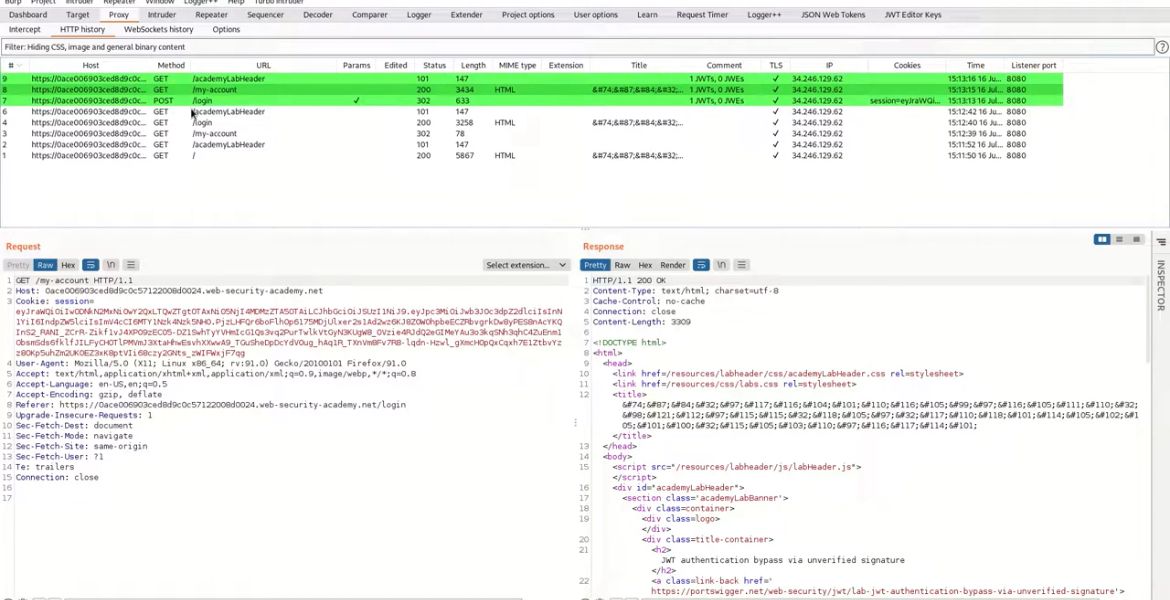 Burp Project Intruder Repeater Window Logger++ Turbo Intruder
Dashboard Target Proxy Intruder Repeater Sequencer Decoder Comparer Logger Extender Project options User options Learn Request Timer Logger++ JSON Web Tokens JWT Editor Keys
Intercept HTTP history WebSockets history Options
Filter: Hiding CSS, image and general binary content
# Host Method URL Params Edited Status Length MIME type Extension Title Comment TLS IP Cookies Time Listener port
9 https://0ace006903ced8d9c0c... GET /academyLabHeader 101 147 1 JWTs, 0 JWEs ✓ 34.246.129.62 15:13:16 16 Ju... 8080
8 https://0ace006903ced8d9c0c... GET /my-account 200 3434 HTML &#74;&#87;&#84;&#32;... 1 JWTs, 0 JWEs ✓ 34.246.129.62 15:13:15 16 Ju... 8080
7 https://0ace006903ced8d9c0c... POST /login ✓ 302 633 1 JWTs, 0 JWEs ✓ 34.246.129.62 session=eyJraWQi... 15:13:13 16 Ju... 8080
6 https://0ace006903ced8d9c0c... GET /academyLabHeader 101 147 ✓ 34.246.129.62 15:12:42 16 Ju... 8080
4 https://0ace006903ced8d9c0c... GET /login 200 3258 HTML &#74;&#87;&#84;&#32;... ✓ 34.246.129.62 15:12:40 16 Ju... 8080
3 https://0ace006903ced8d9c0c... GET /my-account 302 78 ✓ 34.246.129.62 15:12:39 16 Ju... 8080
2 https://0ace006903ced8d9c0c... GET /academyLabHeader 101 147 ✓ 34.246.129.62 15:11:52 16 Ju... 8080
1 https://0ace006903ced8d9c0c... GET / 200 5867 HTML &#74;&#87;&#84;&#32;... ✓ 34.246.129.62 15:11:50 16 Ju... 8080
Request
Pretty Raw Hex \n Select extension...
1 GET /my-account HTTP/1.1
2 Host: 0ace006903ced8d9c0c57122008d0024.web-security-academy.net
3 Cookie: session=
4 User-Agent: Mozilla/5.0 (X11; Linux x86_64; rv:91.0) Gecko/20100101 Firefox/91.0
5 Accept: text/html,application/xhtml+xml,application/xml;q=0.9,image/webp,*/*;q=0.8
6 Accept-Language: en-US,en;q=0.5
7 Accept-Encoding: gzip, deflate
8 Referer: https://0ace006903ced8d9c0c57122008d0024.web-security-academy.net/login
9 Upgrade-Insecure-Requests: 1
10 Sec-Fetch-Dest: document
11 Sec-Fetch-Mode: navigate
12 Sec-Fetch-Site: same-origin
13 Sec-Fetch-User: ?1
14 Te: trailers
15 Connection: close
16
17
Response
Pretty Raw Hex Render \n
1 HTTP/1.1 200 OK
2 Content-Type: text/html; charset=utf-8
3 Cache-Control: no-cache
4 Connection: close
5 Content-Length: 3309
6
7 <!DOCTYPE html>
8 <html>
9 <head>
10 <link href=/resources/labheader/css/academyLabHeader.css rel=stylesheet>
11 <link href=/resources/css/labs.css rel=stylesheet>
12 <title>
&#74;&#87;&#84;&#32;&#97;&#117;&#116;&#104;&#101;&#110;&#116;&#105;&#99;&#97;&#116;&#105;&#111;&#110;&#32;
&#98;&#121;&#112;&#97;&#115;&#115;&#32;&#118;&#105;&#97;&#32;&#117;&#110;&#118;&#101;&#114;&#105;&#102;&#1
05;&#101;&#100;&#32;&#115;&#105;&#103;&#110;&#97;&#116;&#117;&#114;&#101;
</title>
13 </head>
14 <body>
15 <script src="/resources/labheader/js/labHeader.js">
</script>
16 <div id="academyLabHeader">
17 <section class='academyLabBanner'>
18 <div class=container>
19 <div class=logo>
</div>
20 <div class=title-container>
21 <h2>
JWT authentication bypass via unverified signature
</h2>
22 <a class=link-back href='
https://portswigger.net/web-security/jwt/lab-jwt-authentication-bypass-via-unverified-signature'>
INSPECTOR